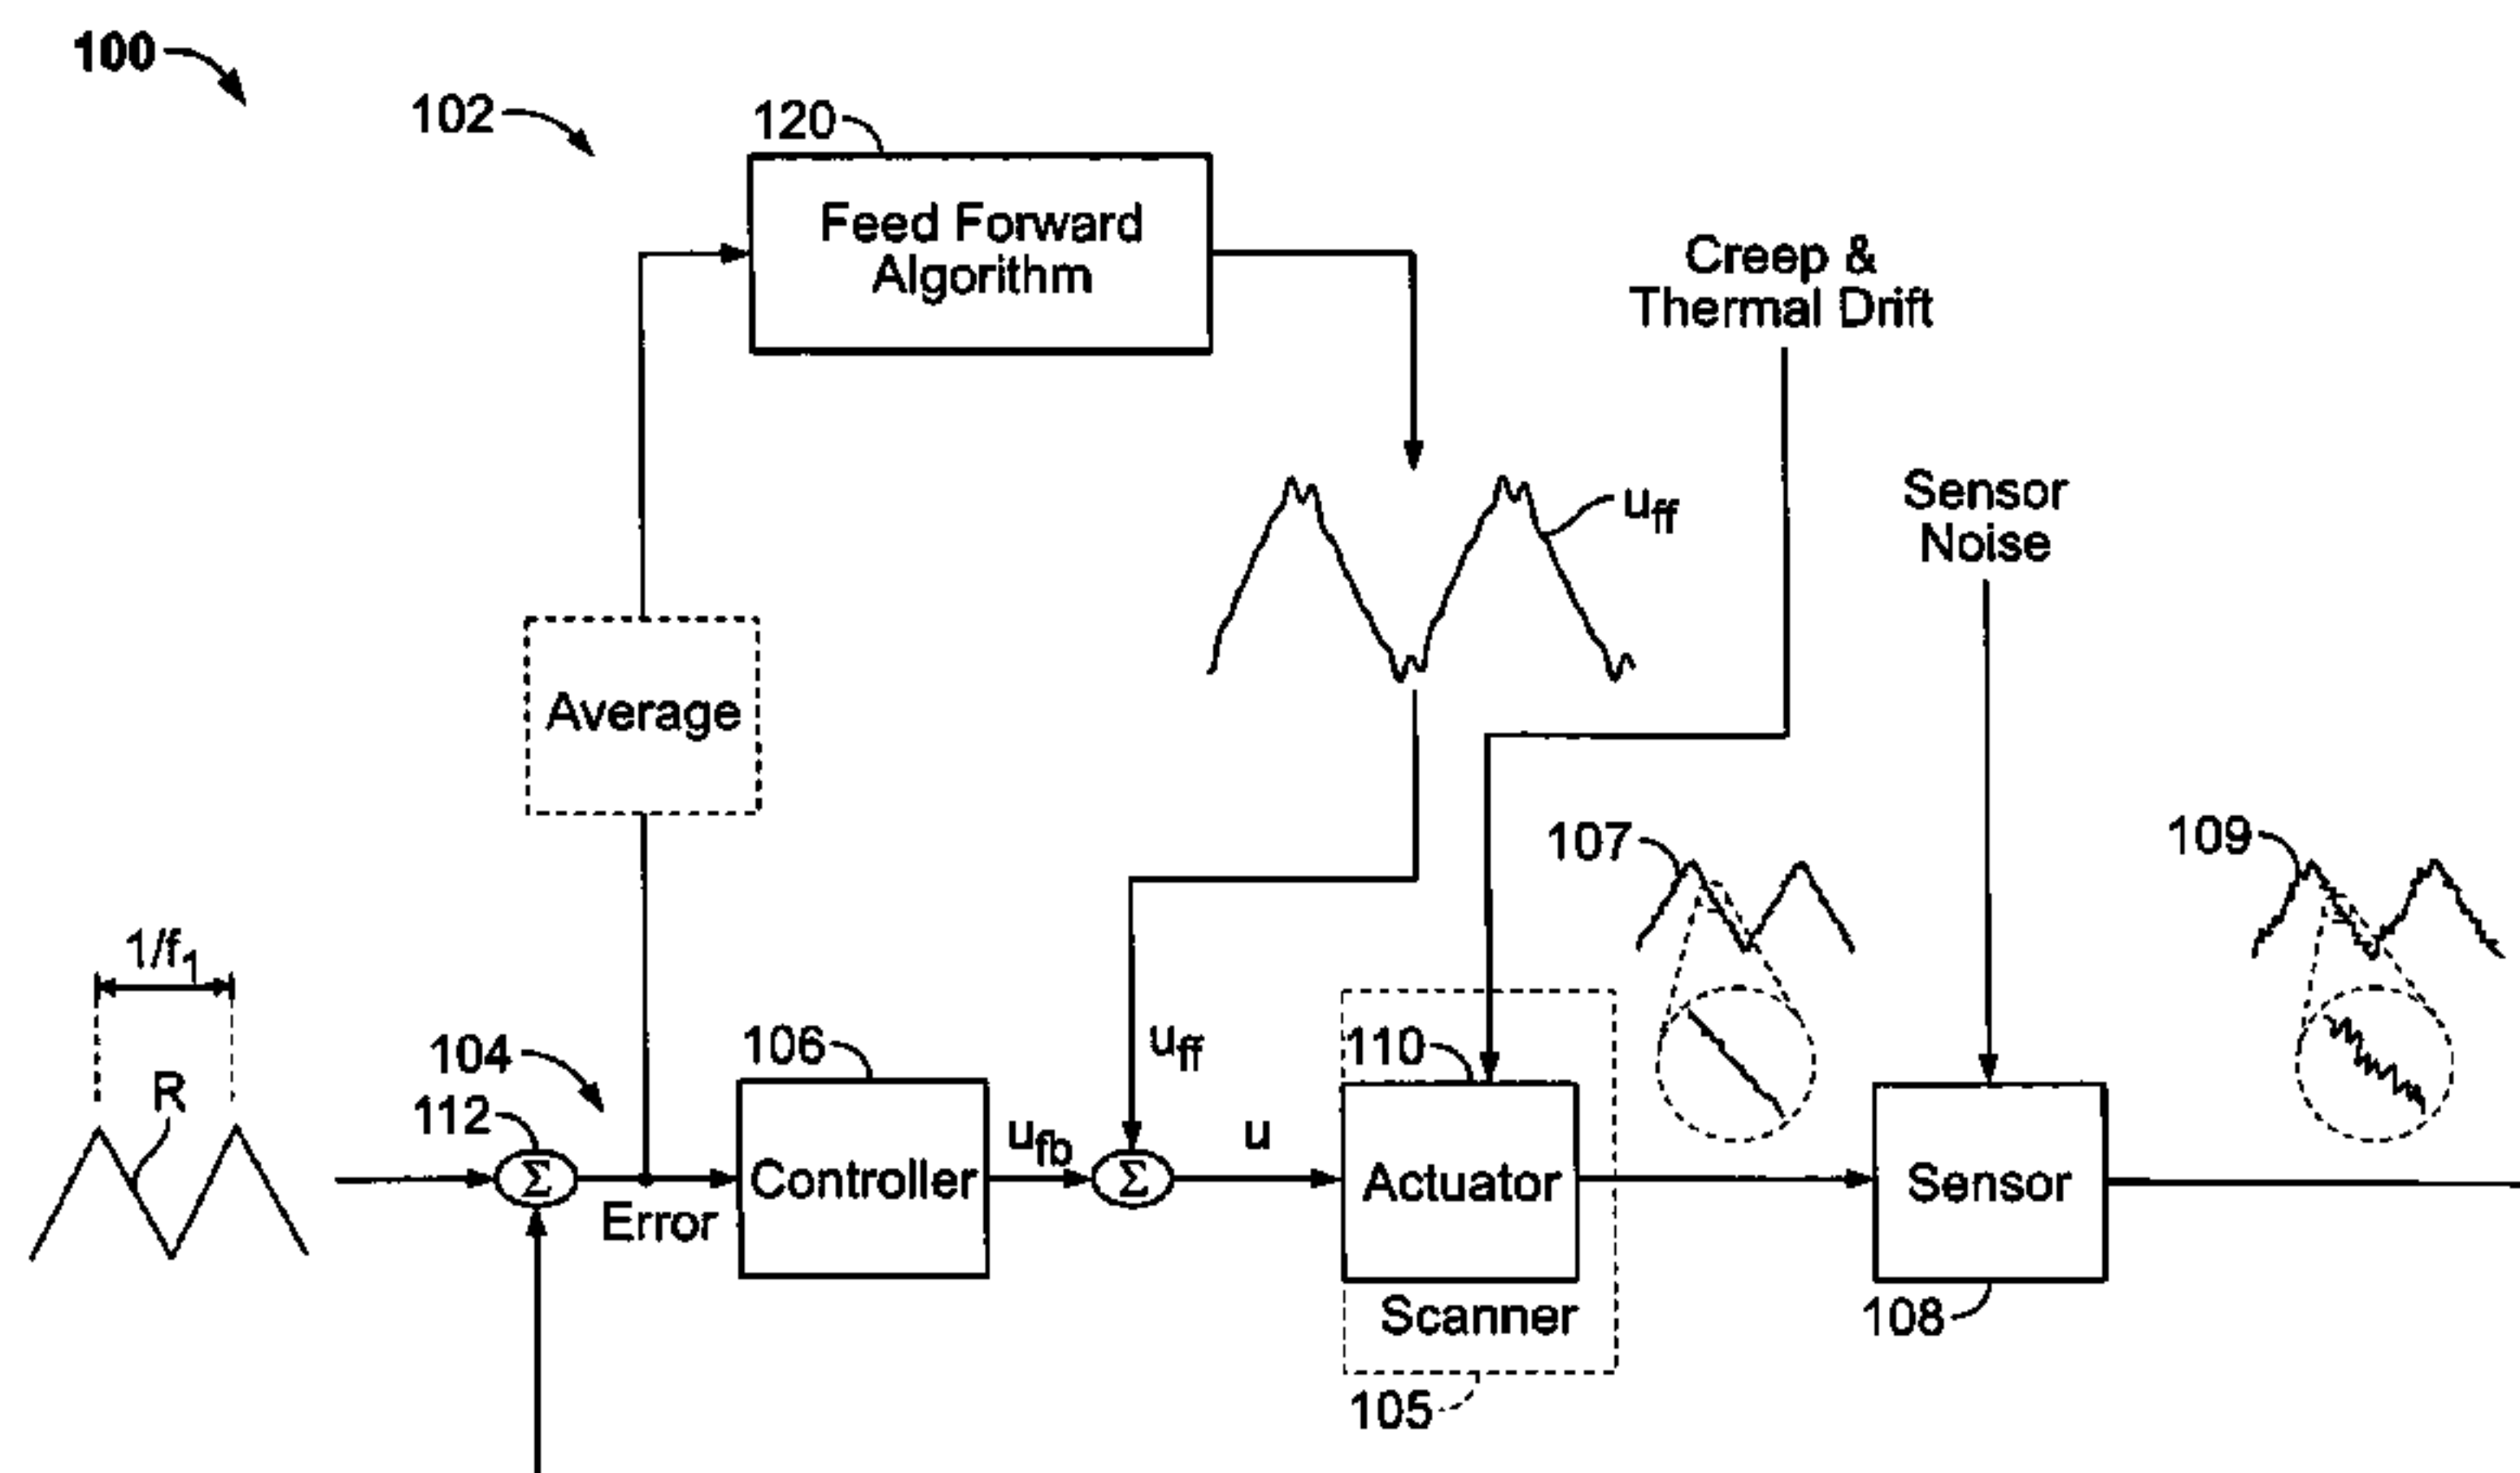 100
102
120
Feed Forward
Algorithm
Creep &
Thermal Drift
uff
Sensor
Noise
Average
107
109
1/f1
R
104
112
Σ
Error
106
Controller
ufb
uff
Σ
u
110
Actuator
Scanner
105
Sensor
108